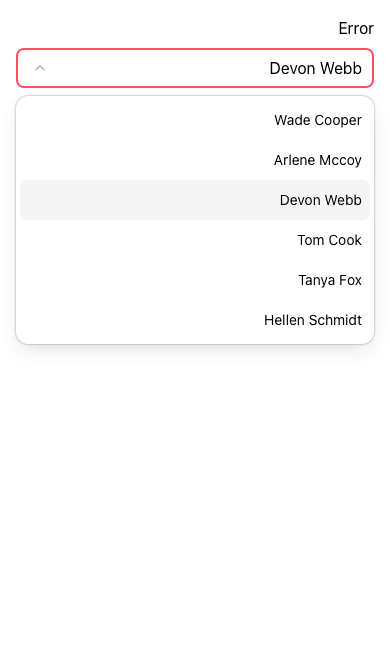 Error
Devon Webb
Wade Cooper
Arlene Mccoy
Devon Webb
Tom Cook
Tanya Fox
Hellen Schmidt